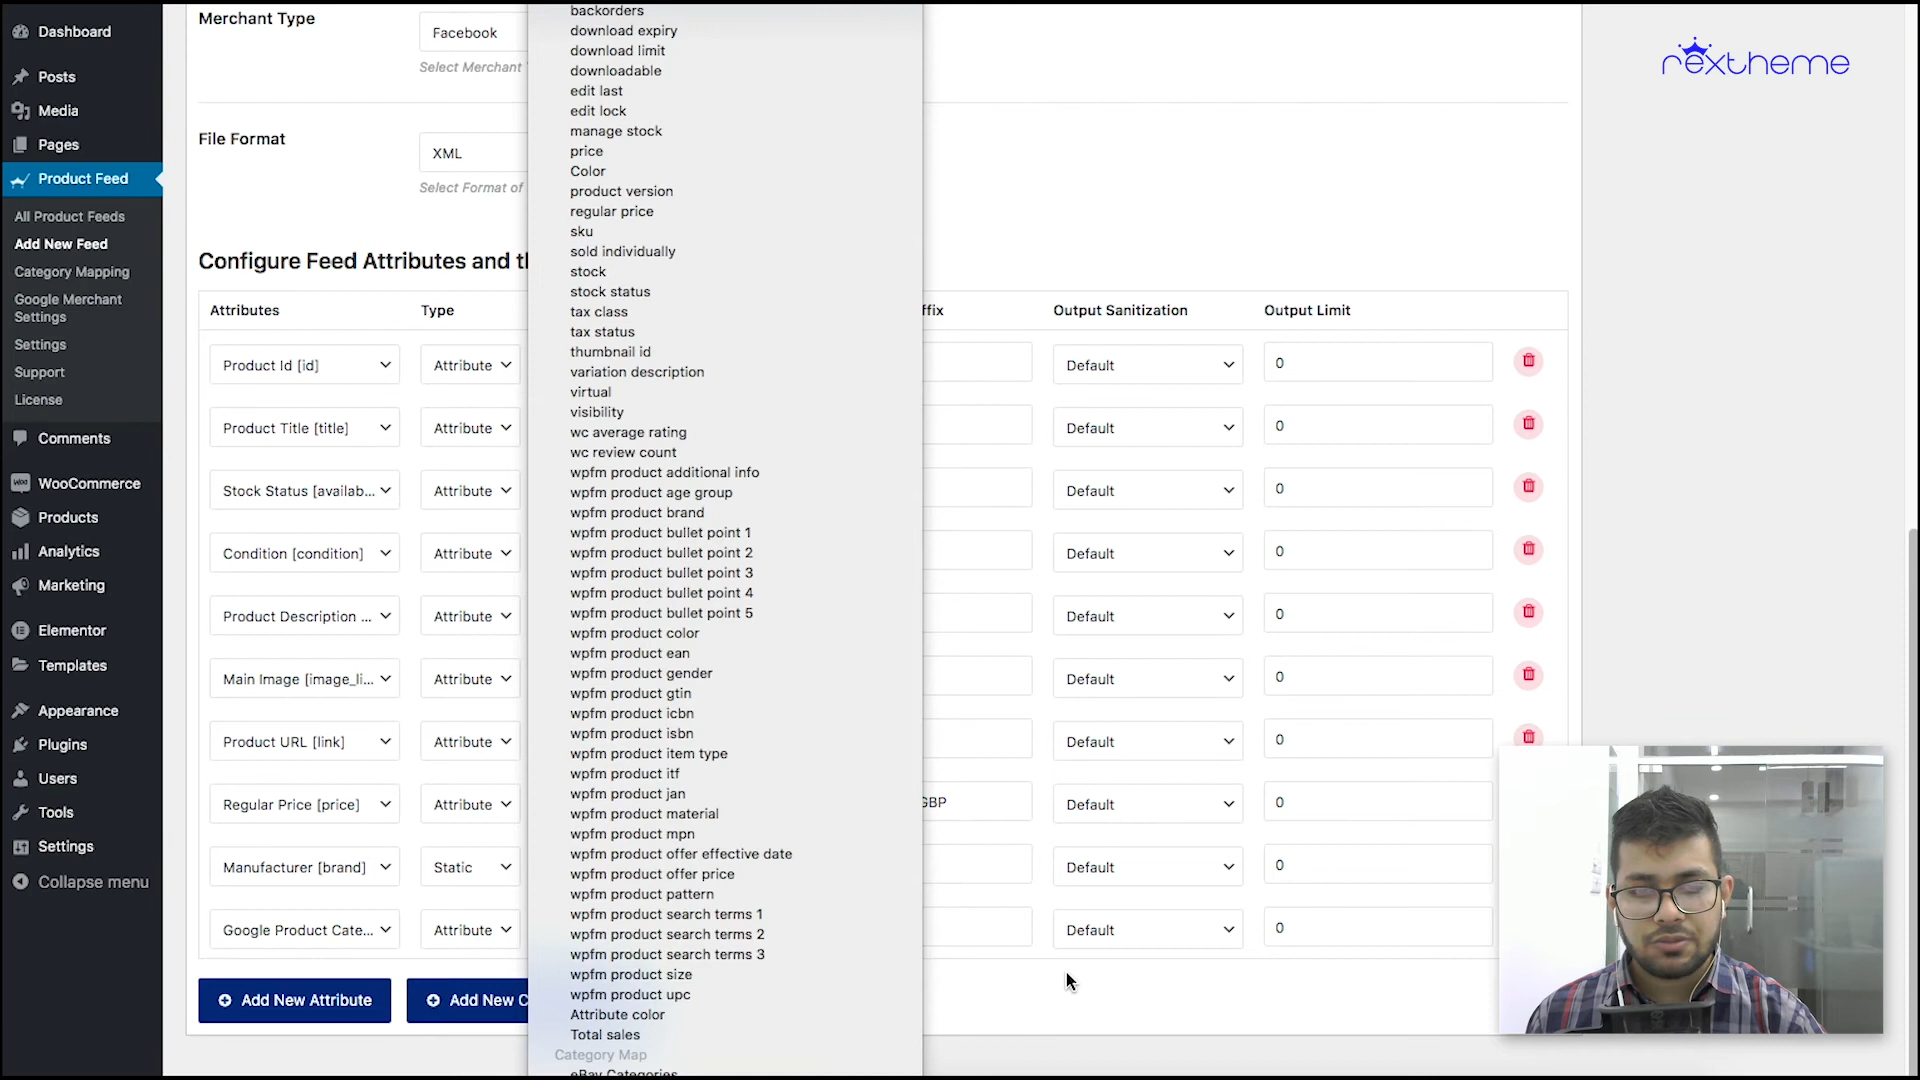 Dashboard
Posts
Media
Pages
Product Feed
All Product Feeds
Add New Feed
Category Mapping
Google Merchant
Settings
Settings
Support
License
Comments
WooCommerce
Products
Analytics
Marketing
Elementor
Templates
Appearance
Plugins
Users
Tools
Settings
Collapse menu
Merchant Type
Facebook
Select Merchant
File Format
XML
Select Format of
rextheme
Configure Feed Attributes and th
Attributes
Type
ffix
Output Sanitization
Output Limit
Product Id [id]
Attribute
Default
0
Product Title [title]
Attribute
Default
0
Stock Status [availab...
Attribute
Default
0
Condition [condition]
Attribute
Default
0
Product Description ...
Attribute
Default
0
Main Image [image_li...
Attribute
Default
0
Product URL [link]
Attribute
Default
0
Regular Price [price]
Attribute
GBP
Default
0
Manufacturer [brand]
Static
Default
0
Google Product Cate...
Attribute
Default
0
Add New Attribute
Add New C
backorders
download expiry
download limit
downloadable
edit last
edit lock
manage stock
price
Color
product version
regular price
sku
sold individually
stock
stock status
tax class
tax status
thumbnail id
variation description
virtual
visibility
wc average rating
wc review count
wpfm product additional info
wpfm product age group
wpfm product brand
wpfm product bullet point 1
wpfm product bullet point 2
wpfm product bullet point 3
wpfm product bullet point 4
wpfm product bullet point 5
wpfm product color
wpfm product ean
wpfm product gender
wpfm product gtin
wpfm product icbn
wpfm product isbn
wpfm product item type
wpfm product itf
wpfm product jan
wpfm product material
wpfm product mpn
wpfm product offer effective date
wpfm product offer price
wpfm product pattern
wpfm product search terms 1
wpfm product search terms 2
wpfm product search terms 3
wpfm product size
wpfm product upc
Attribute color
Total sales
Category Map
eBay Categories